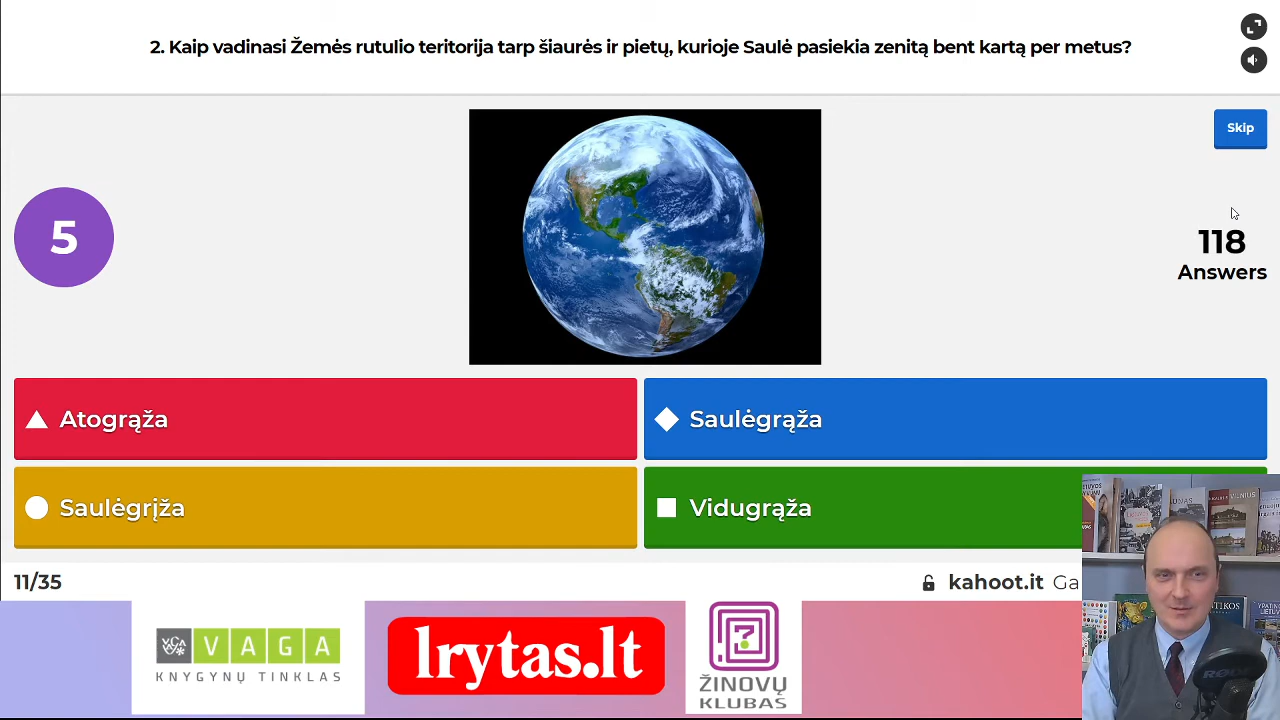 2. Kaip vadinasi Žemės rutulio teritorija tarp šiaurės ir pietų, kurioje Saulė pasiekia zenitą bent kartą per metus?
Skip
5
118
Answers
Atogrąža
Saulėgrąža
Saulėgrįža
Vidugrąža
11/35
kahoot.it Ga
VAGA
KNYGYNŲ TINKLAS
lrytas.lt
?
ŽINOVŲ
KLUBAS